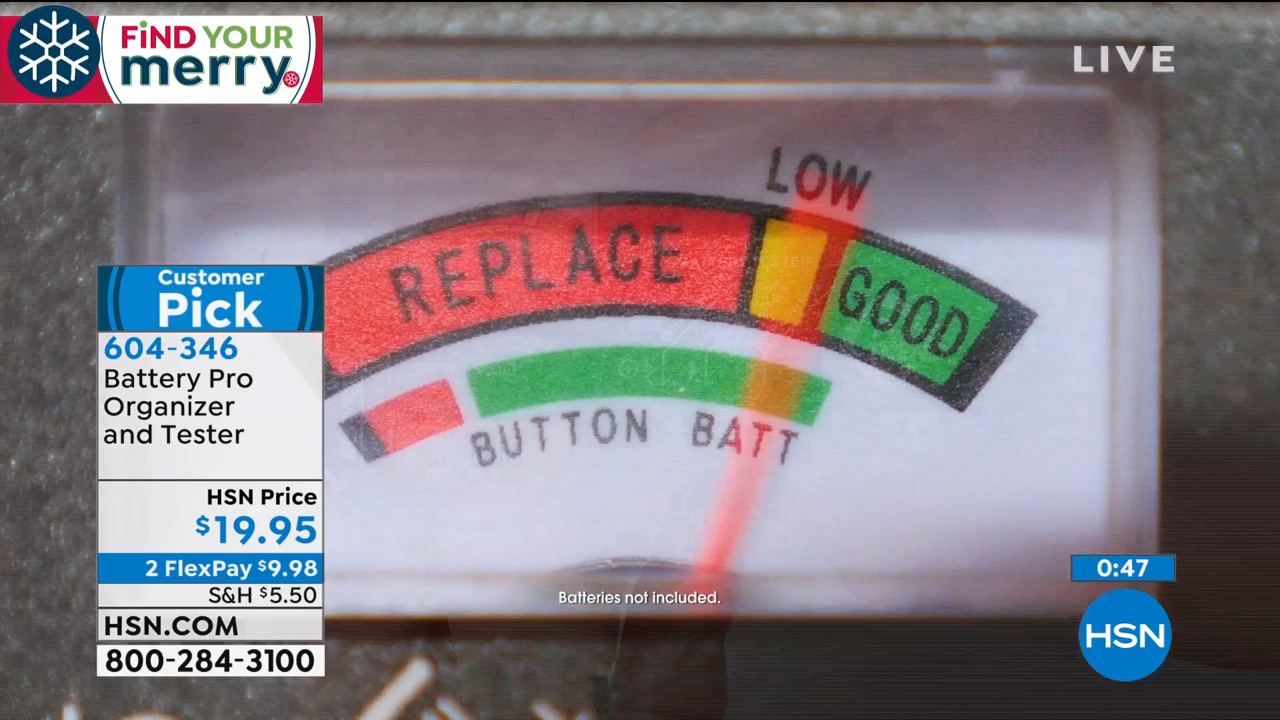 FiND YOUR
merry
LIVE
LOW
REPLACE
GOOD
BUTTON BATT
Customer
Pick
604-346
Battery Pro
Organizer
and Tester
HSN Price
$19.95
2 FlexPay $9.98
S&H $5.50
HSN.COM
800-284-3100
Batteries not included.
0:47
HSN